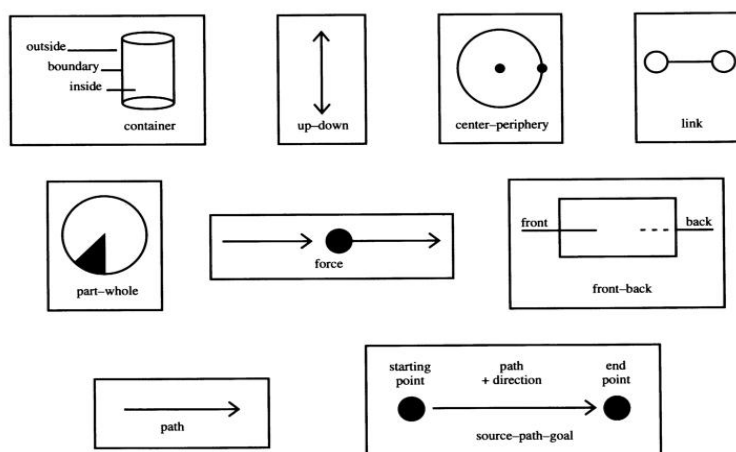 outside
boundary
inside
container
up–down
center–periphery
link
part–whole
force
front
back
front–back
path
starting
point
path
+ direction
end
point
source–path–goal